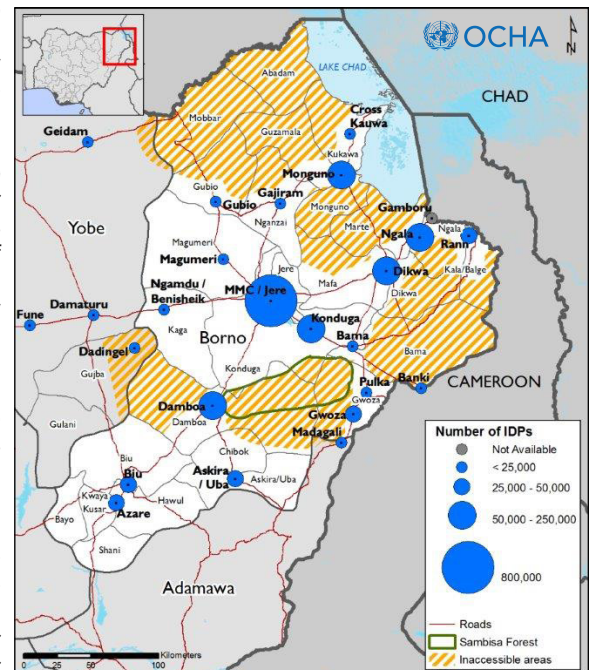 OCHA
N
LAKE CHAD
CHAD
Abadam
Cross
Kauwa
Mobbar
Geidam
Guzamala
Kukawa
Monguno
Gubio
Gajiram
Gubio
Gamboru
Monguno
Nganzai
Marte
Ngala
Ngala
Rann
Yobe
Magumeri
Magumeri
Jere
Dikwa
Kala/Balge
Mafa
MMC / Jere
Ngamdu /
Benisheik
Dikwa
Damaturu
Fune
Konduga
Kaga
Borno
Bama
Bama
Dadingel
Konduga
Gujba
Pulka
Banki
CAMEROON
Damboa
Gwoza
Gwoza
Damboa
Gulani
Madagali
Chibok
Biu
Biu
Askira
/ Uba
Askira/Uba
Kwaya
Kusar
Hawul
Azare
Bayo
Shani
Adamawa
Number of IDPs
Not Available
< 25,000
25,000 - 50,000
50,000 - 250,000
800,000
Roads
Sambisa Forest
Inaccessible areas
Kilometers
0 25 50 100